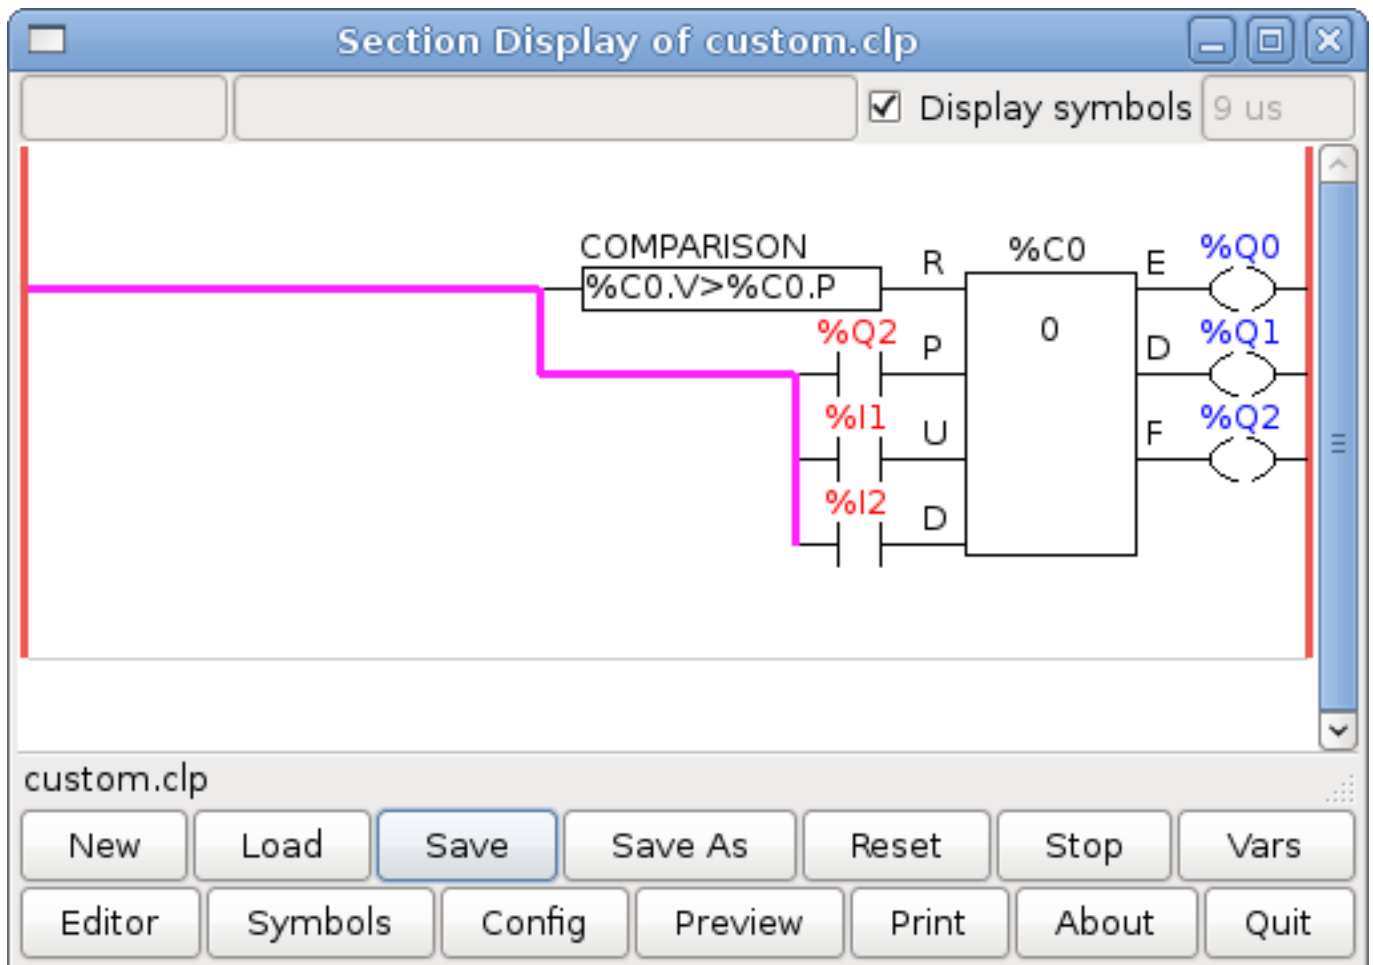 Section Display of custom.clp
Display symbols 9 us
COMPARISON R %C0 E %Q0
%C0.V>%C0.P
%Q2 P 0 D %Q1
%I1 U F %Q2
%I2 D
custom.clp
New Load Save Save As Reset Stop Vars
Editor Symbols Config Preview Print About Quit